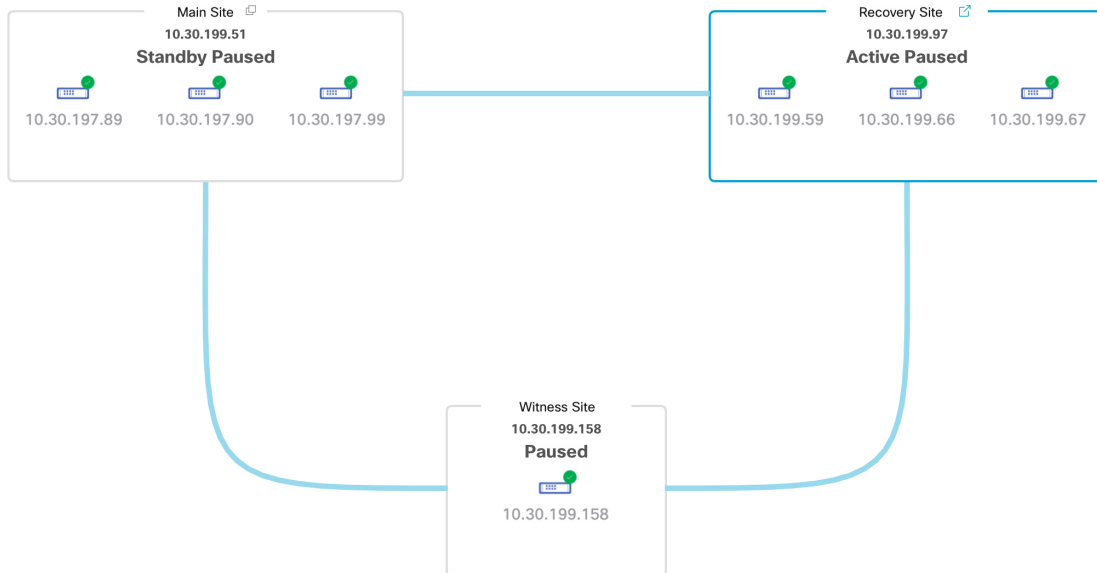 Main Site
10.30.199.51
Standby Paused
10.30.197.89 10.30.197.90 10.30.197.99
Recovery Site
10.30.199.97
Active Paused
10.30.199.59 10.30.199.66 10.30.199.67
Witness Site
10.30.199.158
Paused
10.30.199.158